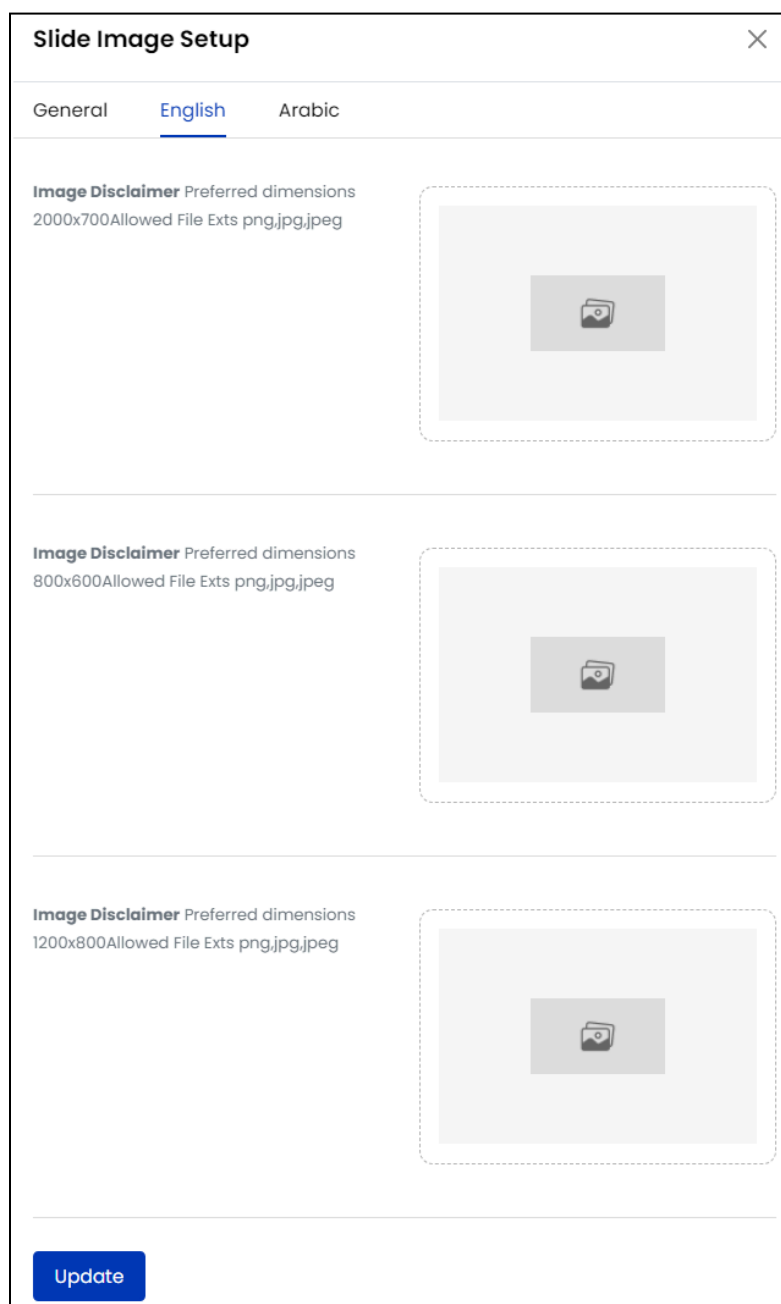 Slide Image Setup
General English Arabic
Image Disclaimer Preferred dimensions
2000x700Allowed File Exts png,jpg,jpeg
Image Disclaimer Preferred dimensions
800x600Allowed File Exts png,jpg,jpeg
Image Disclaimer Preferred dimensions
1200x800Allowed File Exts png,jpg,jpeg
Update